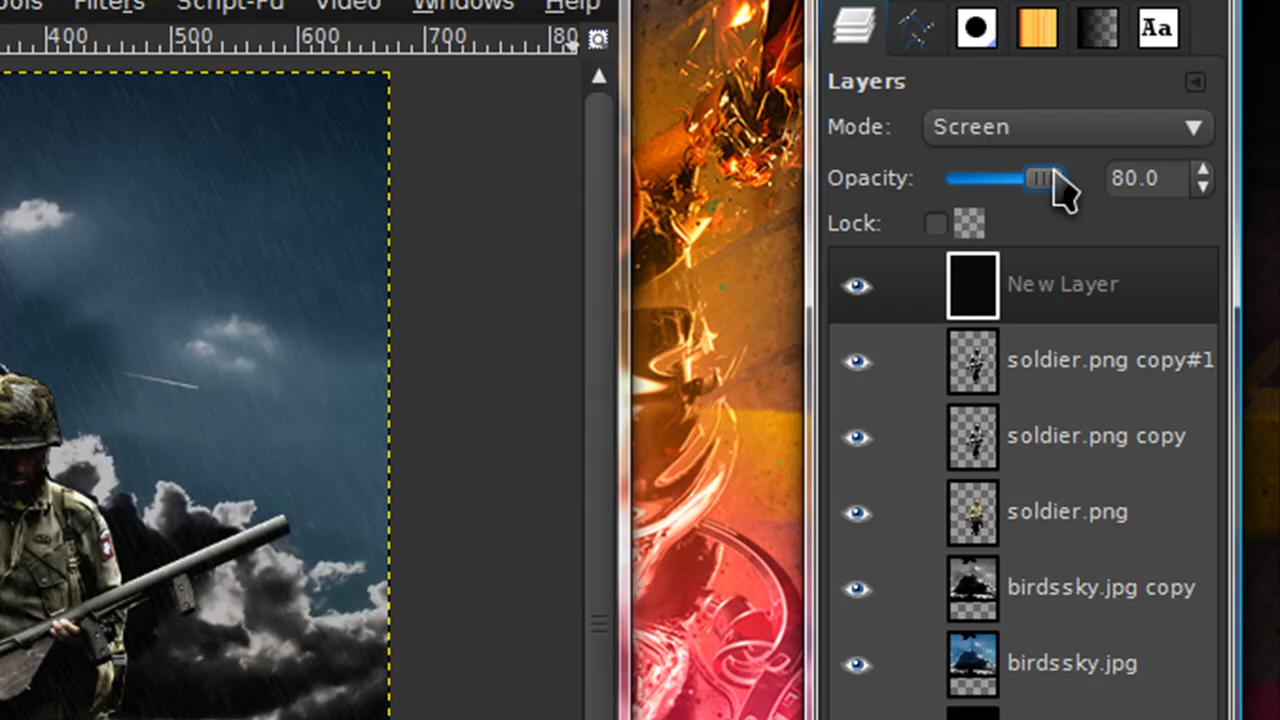 ools Filters Script-Fu Video Windows Help
400 500 600 700 80
Aa
Layers
Mode: Screen
Opacity: 80.0
Lock:
New Layer
soldier.png copy#1
soldier.png copy
soldier.png
birdssky.jpg copy
birdssky.jpg